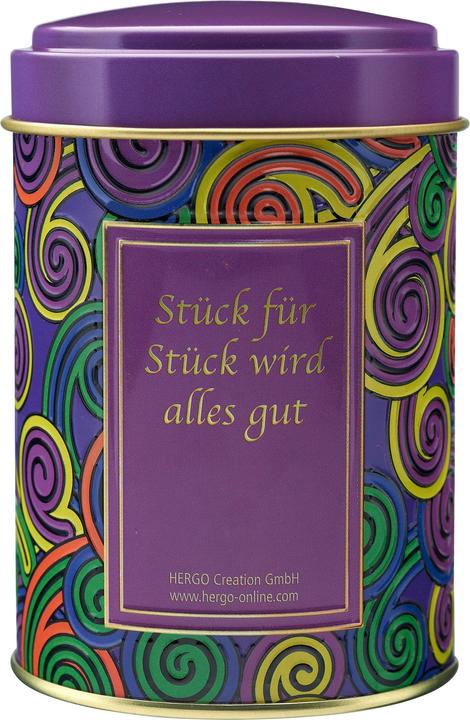 Stück für
Stück wird
alles gut
HERGO Creation GmbH
www.hergo-online.com